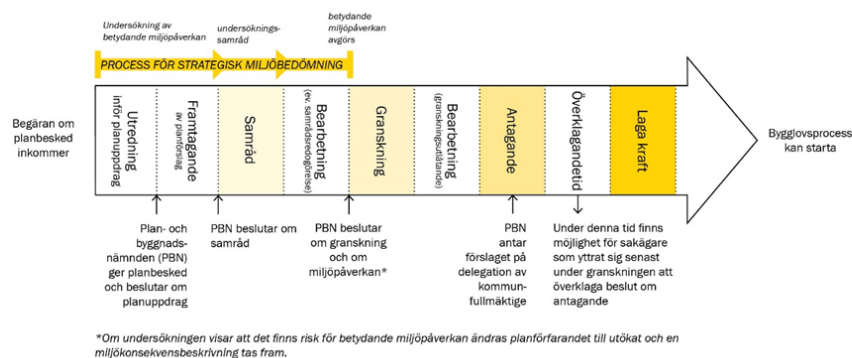 Undersökning av
betydande miljöpåverkan
undersöknings-
samråd
betydande
miljöpåverkan
avgörs
PROCESS FÖR STRATEGISK MILJÖBEDÖMNING
Begäran om
planbesked
inkommer
Utredning
inför planuppdrag
Framtagande
av planförslag
Samråd
Bearbetning
(ev. samrådsredogörelse)
Granskning
Bearbetning
(granskningsutlåtande)
Antagande
Överklagandetid
Laga kraft
Bygglovsprocess
kan starta
Plan- och
byggnads-
nämnden (PBN)
ger planbesked
och beslutar om
planuppdrag
PBN beslutar om
samråd
PBN beslutar
om granskning
och om
miljöpåverkan*
PBN
antar
förslaget på
delegation av
kommun-
fullmäktige
Under denna tid finns
möjlighet för sakägare
som yttrat sig senast
under granskningen att
överklaga beslut om
antagande
*Om undersökningen visar att det finns risk för betydande miljöpåverkan ändras planförfarandet till utökat och en
miljökonsekvensbeskrivning tas fram.